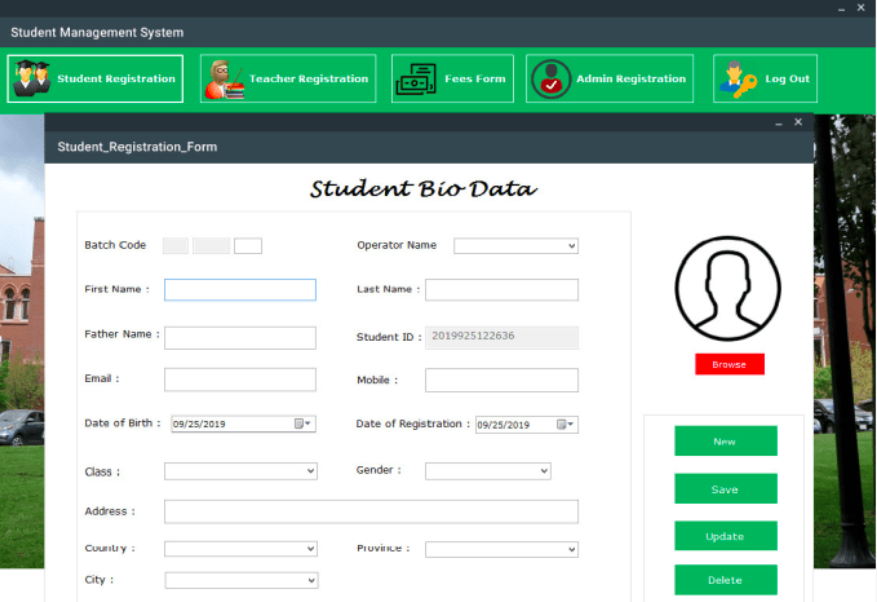 Student Management System
Student Registration Teacher Registration Fees Form Admin Registration Log Out
Student_Registration_Form
Student Bio Data
Batch Code Operator Name
First Name : Last Name :
Father Name : Student ID : 2019925122636
Email : Mobile :
Browse
Date of Birth : 09/25/2019 Date of Registration : 09/25/2019
New
Class : Gender :
Save
Address :
Update
Country : Province :
City :
Delete